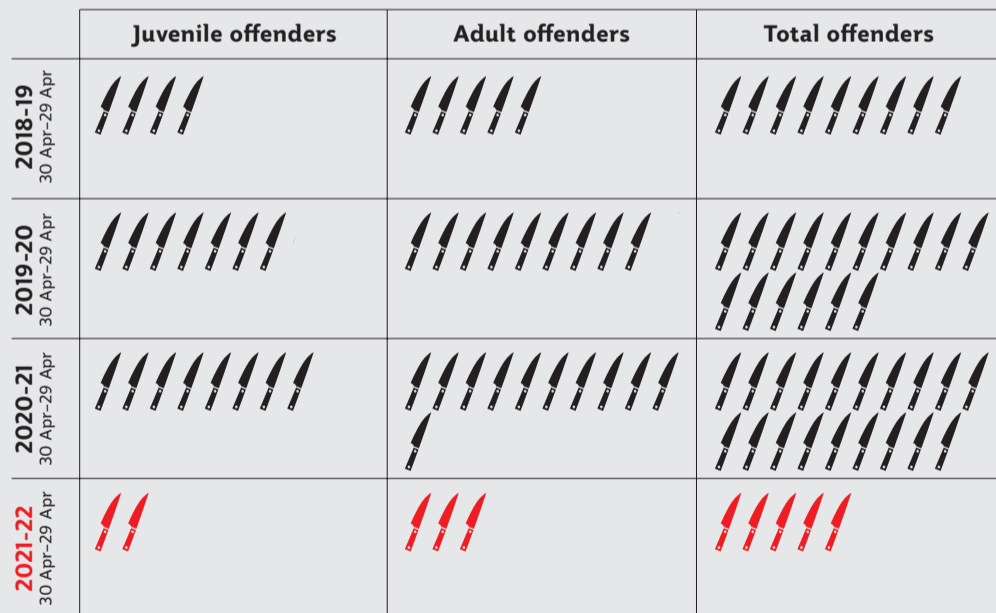 Juvenile offenders
Adult offenders
Total offenders
2018-19
30 Apr–29 Apr
2019-20
30 Apr–29 Apr
2020-21
30 Apr–29 Apr
2021-22
30 Apr–29 Apr